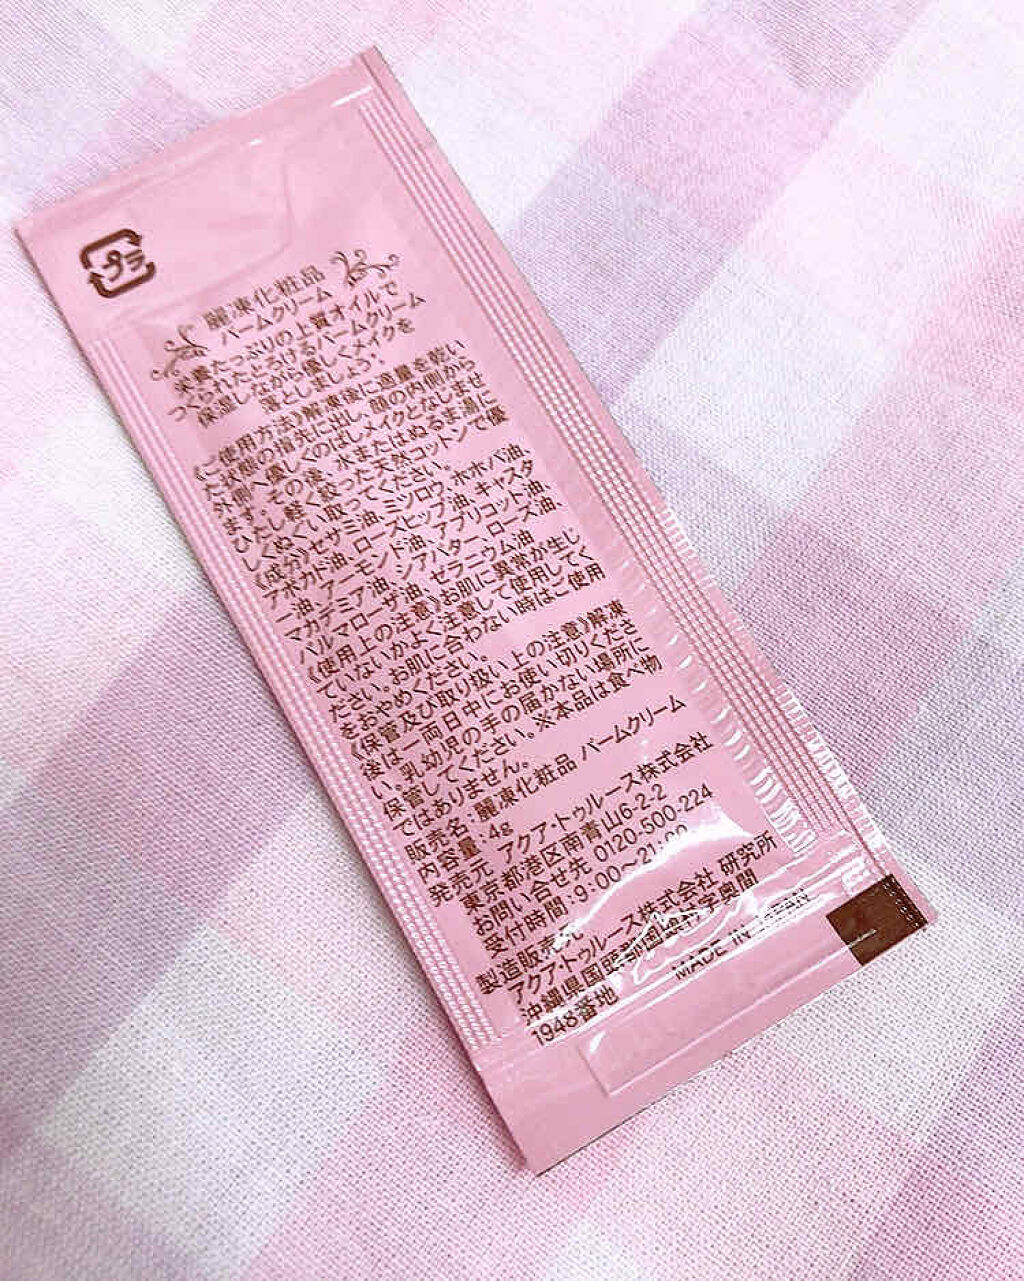 プラ
麗凍化粧品
バームクリーム
栄養たっぷりの上質オイルで
つくられたとろけるバームクリーム
保湿しながら優しくメイクを
落としましょう。
《ご使用方法》解凍後に適量を乾い
た状態の指先に出し、顔の内側から
外側へ優しくのばしメイクとなじませ
ます。その後、水またはぬるま湯に
ひたし軽く絞った天然コットンで優
しくぬぐい取ってください。
《成分》セサミ油、ミツロウ、ホホバ油、
アボカド油、ローズヒップ油、キャスタ
ー油、アーモンド油、アプリコット油、
マカデミア油、シアバター、ローズ油、
パルマローザ油、ゼラニウム油
《使用上の注意》お肌に異常が生じ
ていないかよく注意して使用してく
ださい。お肌に合わない時はご使用
をおやめください。
《保管及び取り扱い上の注意》解凍
後は一両日中にお使い切りくださ
い。乳幼児の手の届かない場所に
保管してください。※本品は食べ物
ではありません。
販売名:麗凍化粧品 バームクリーム
内容量:4g
発売元 アクア・トゥルース株式会社
東京都港区南青山6-2-2
お問い合せ先 0120-500-224
受付時間:9:00〜21:00
製造販売元
アクア・トゥルース株式会社 研究所
沖縄県国頭郡国頭村字奥間
1948番地
MADE IN JAPAN